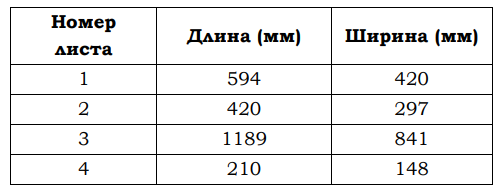 Номер листа Длина (мм) Ширина (мм)
1 594 420
2 420 297
3 1189 841
4 210 148